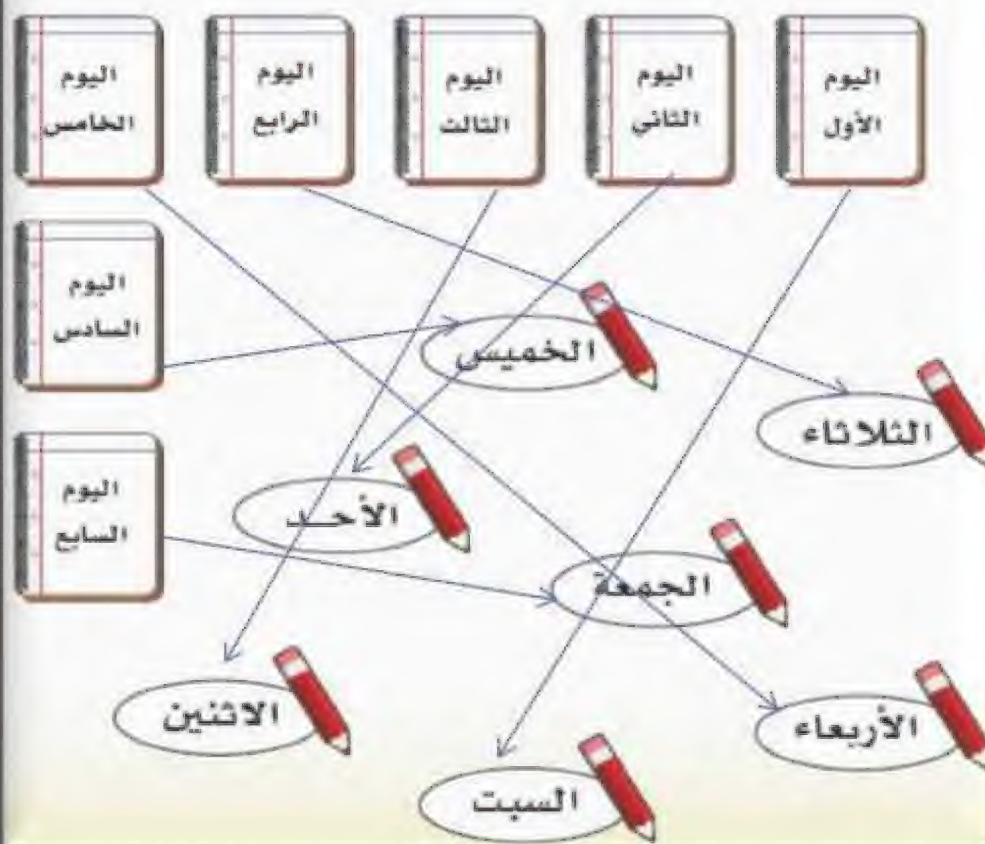 اليوم
الأول
اليوم
الثاني
اليوم
الثالث
اليوم
الرابع
اليوم
الخامس
اليوم
السادس
اليوم
السابع
الخميس
الثلاثاء
الأحـــد
الجمعة
الاثنين
الأربعاء
السبت